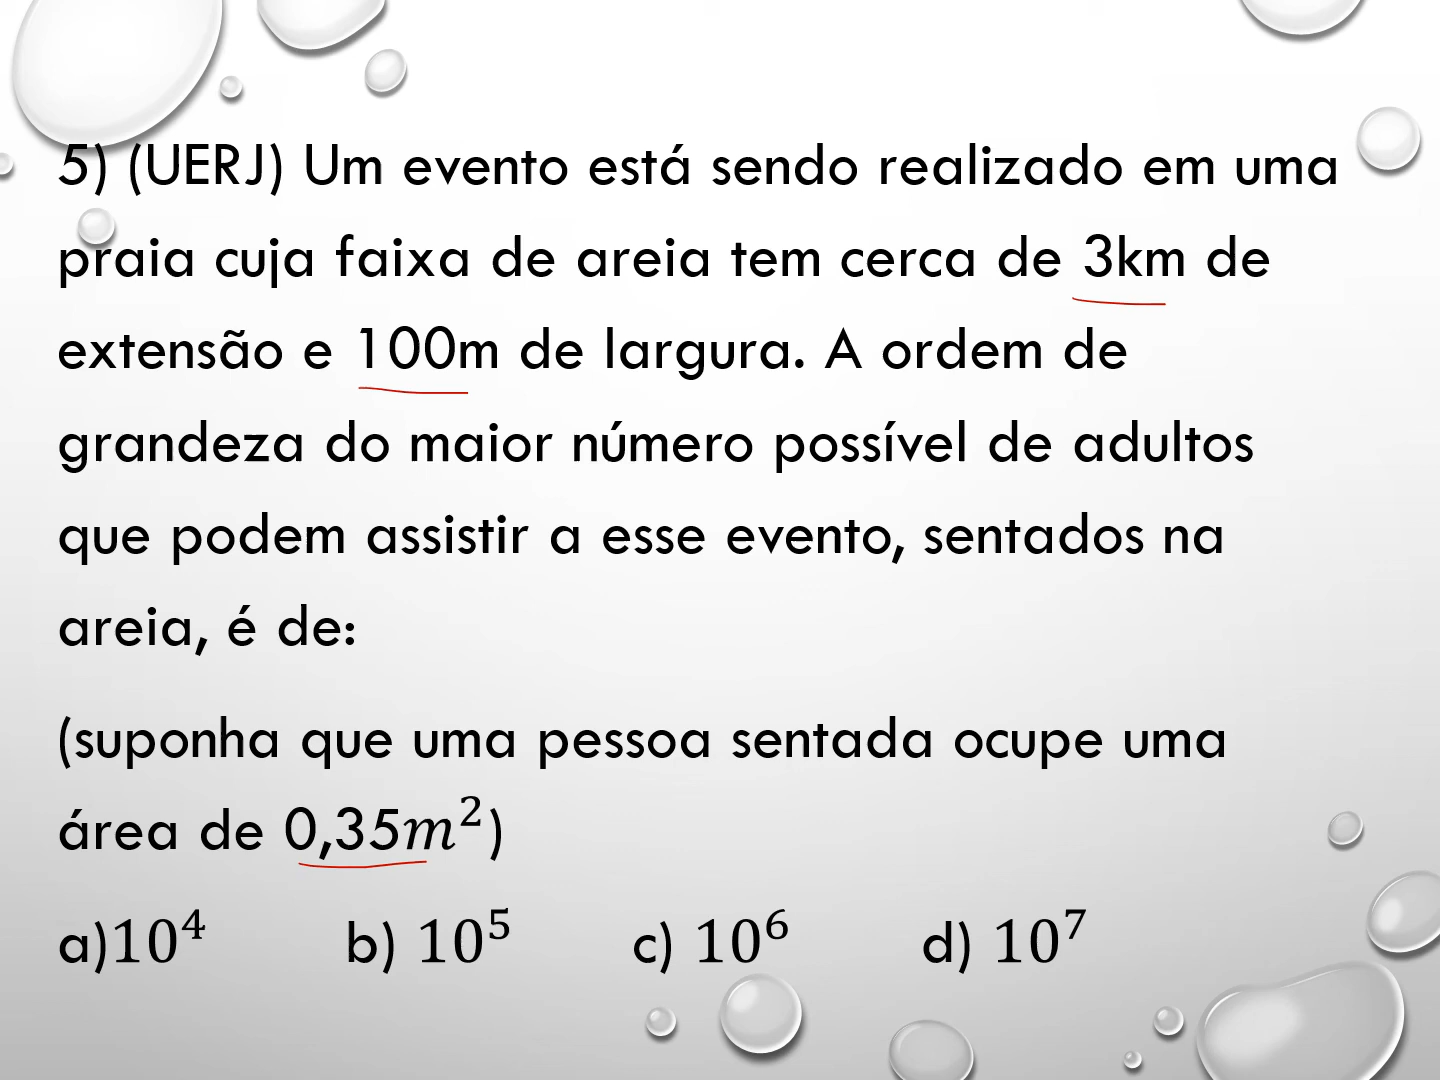 5) (UERJ) Um evento está sendo realizado em uma
praia cuja faixa de areia tem cerca de 3km de
extensão e 100m de largura. A ordem de
grandeza do maior número possível de adultos
que podem assistir a esse evento, sentados na
areia, é de:
(suponha que uma pessoa sentada ocupe uma
área de 0,35m²)
a)10⁴ b) 10⁵ c) 10⁶ d) 10⁷